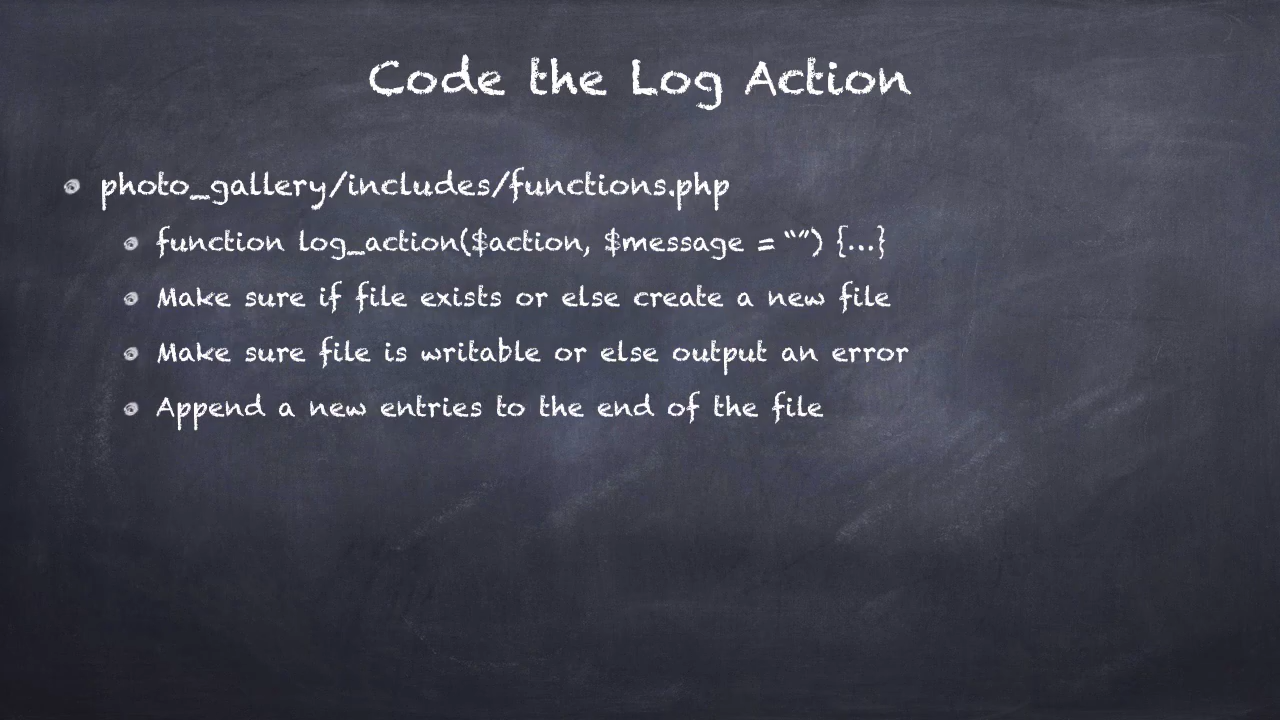 Code the Log Action
photo_gallery/includes/functions.php
function log_action($action, $message = “”) {...}
Make sure if file exists or else create a new file
Make sure file is writable or else output an error
Append a new entries to the end of the file